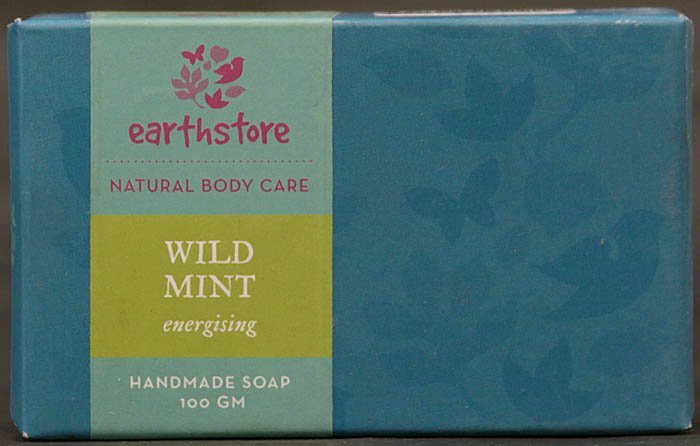 earthstore
NATURAL BODY CARE
WILD
MINT
energising
HANDMADE SOAP
100 GM